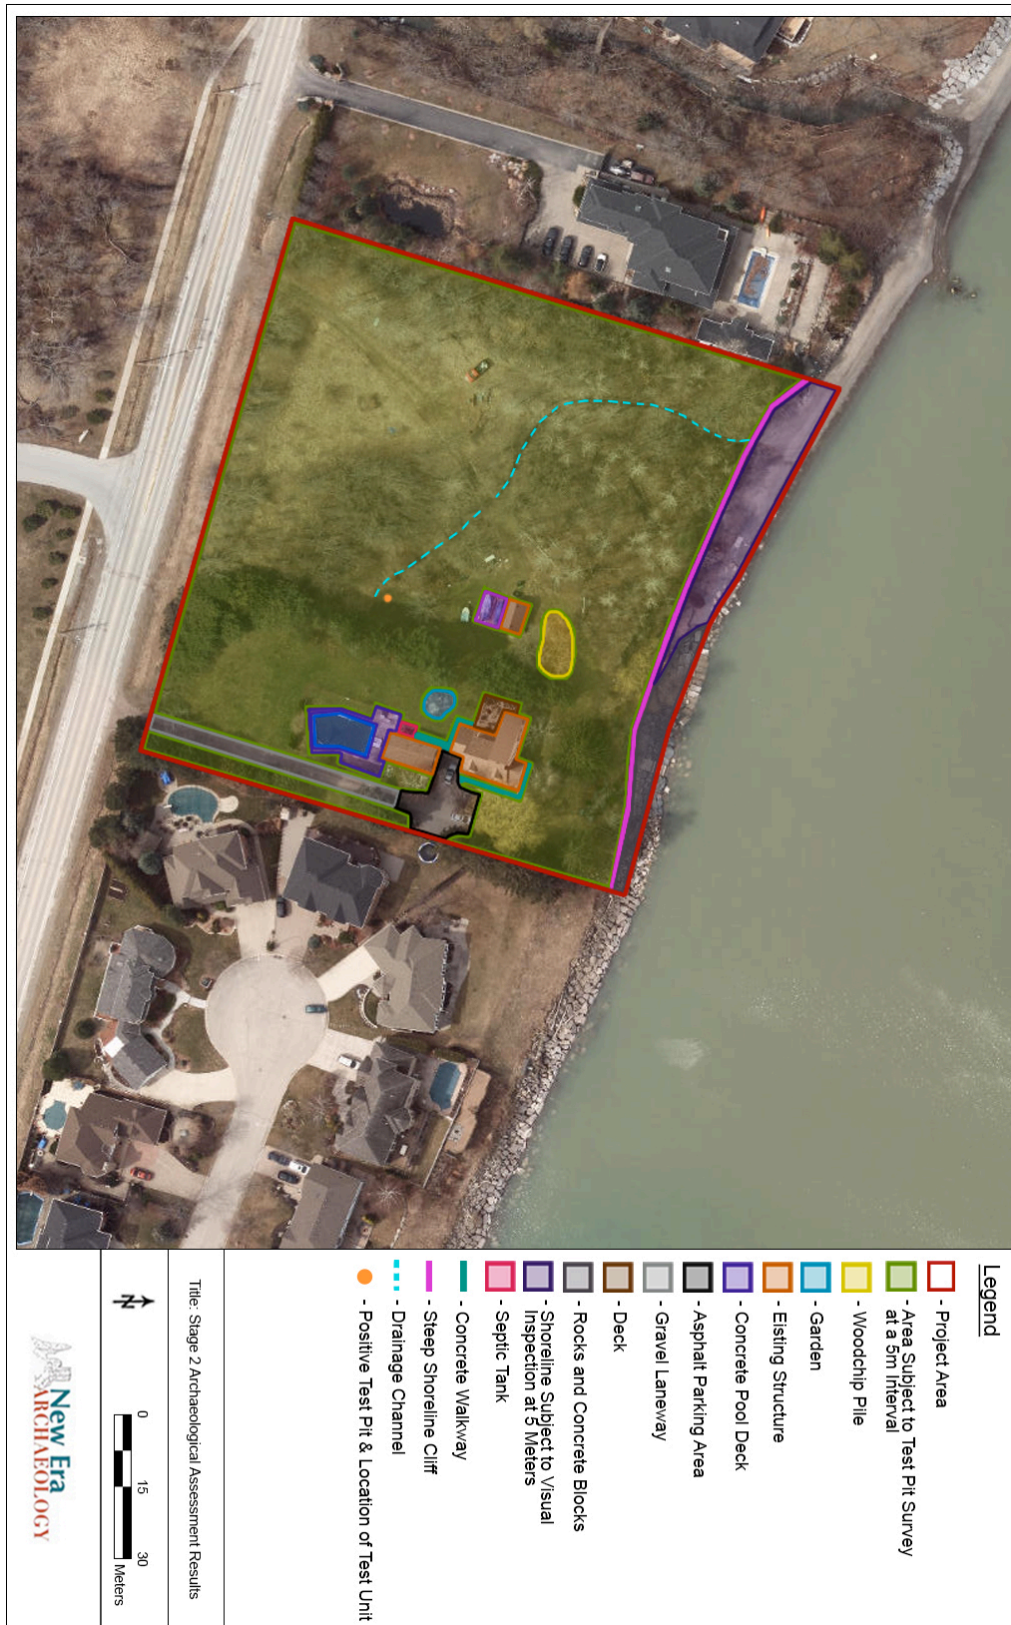 Legend
- Project Area
- Area Subject to Test Pit Survey
at a 5m Interval
- Woodchip Pile
- Garden
- Eisting Structure
- Concrete Pool Deck
- Asphalt Parking Area
- Gravel Laneway
- Deck
- Rocks and Concrete Blocks
- Shoreline Subject to Visual
Inspection at 5 Meters
- Septic Tank
- Concrete Walkway
- Steep Shoreline Cliff
- Drainage Channel
- Positive Test Pit & Location of Test Unit
Title: Stage 2 Archaeological Assessment Results
N
0 15 30
Meters
New Era
ARCHAEOLOGY